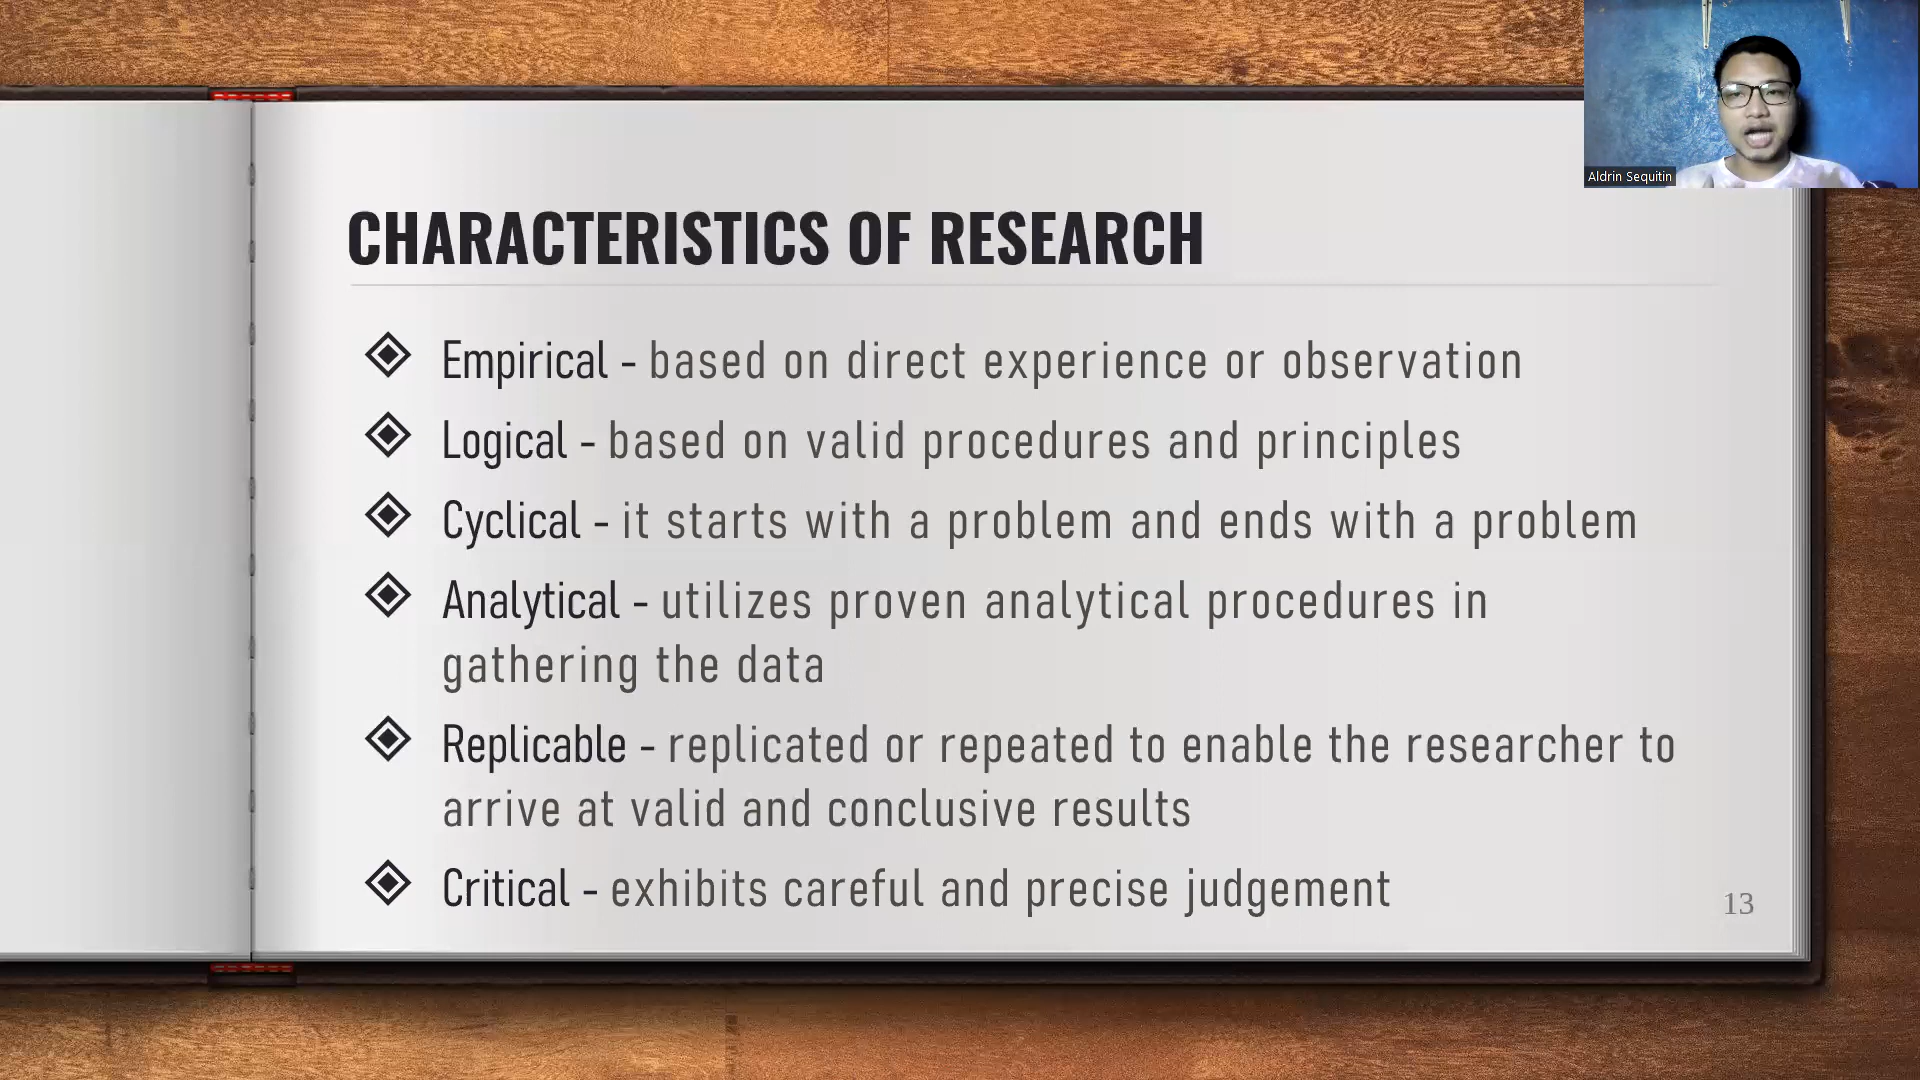 Aldrin Sequitin
CHARACTERISTICS OF RESEARCH
Empirical - based on direct experience or observation
Logical - based on valid procedures and principles
Cyclical - it starts with a problem and ends with a problem
Analytical - utilizes proven analytical procedures in
gathering the data
Replicable - replicated or repeated to enable the researcher to
arrive at valid and conclusive results
Critical - exhibits careful and precise judgement
13